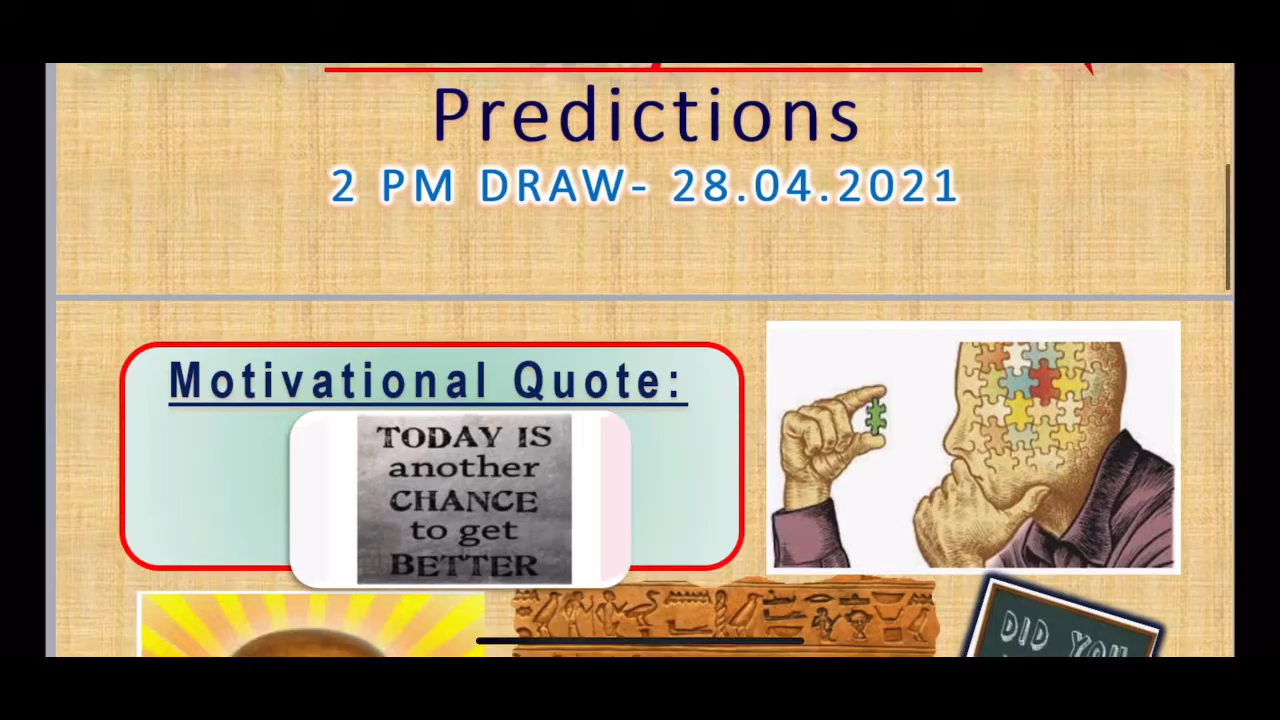 Predictions
2 PM DRAW- 28.04.2021
Motivational Quote:
TODAY IS
another
CHANCE
to get
BETTER
DID YOU